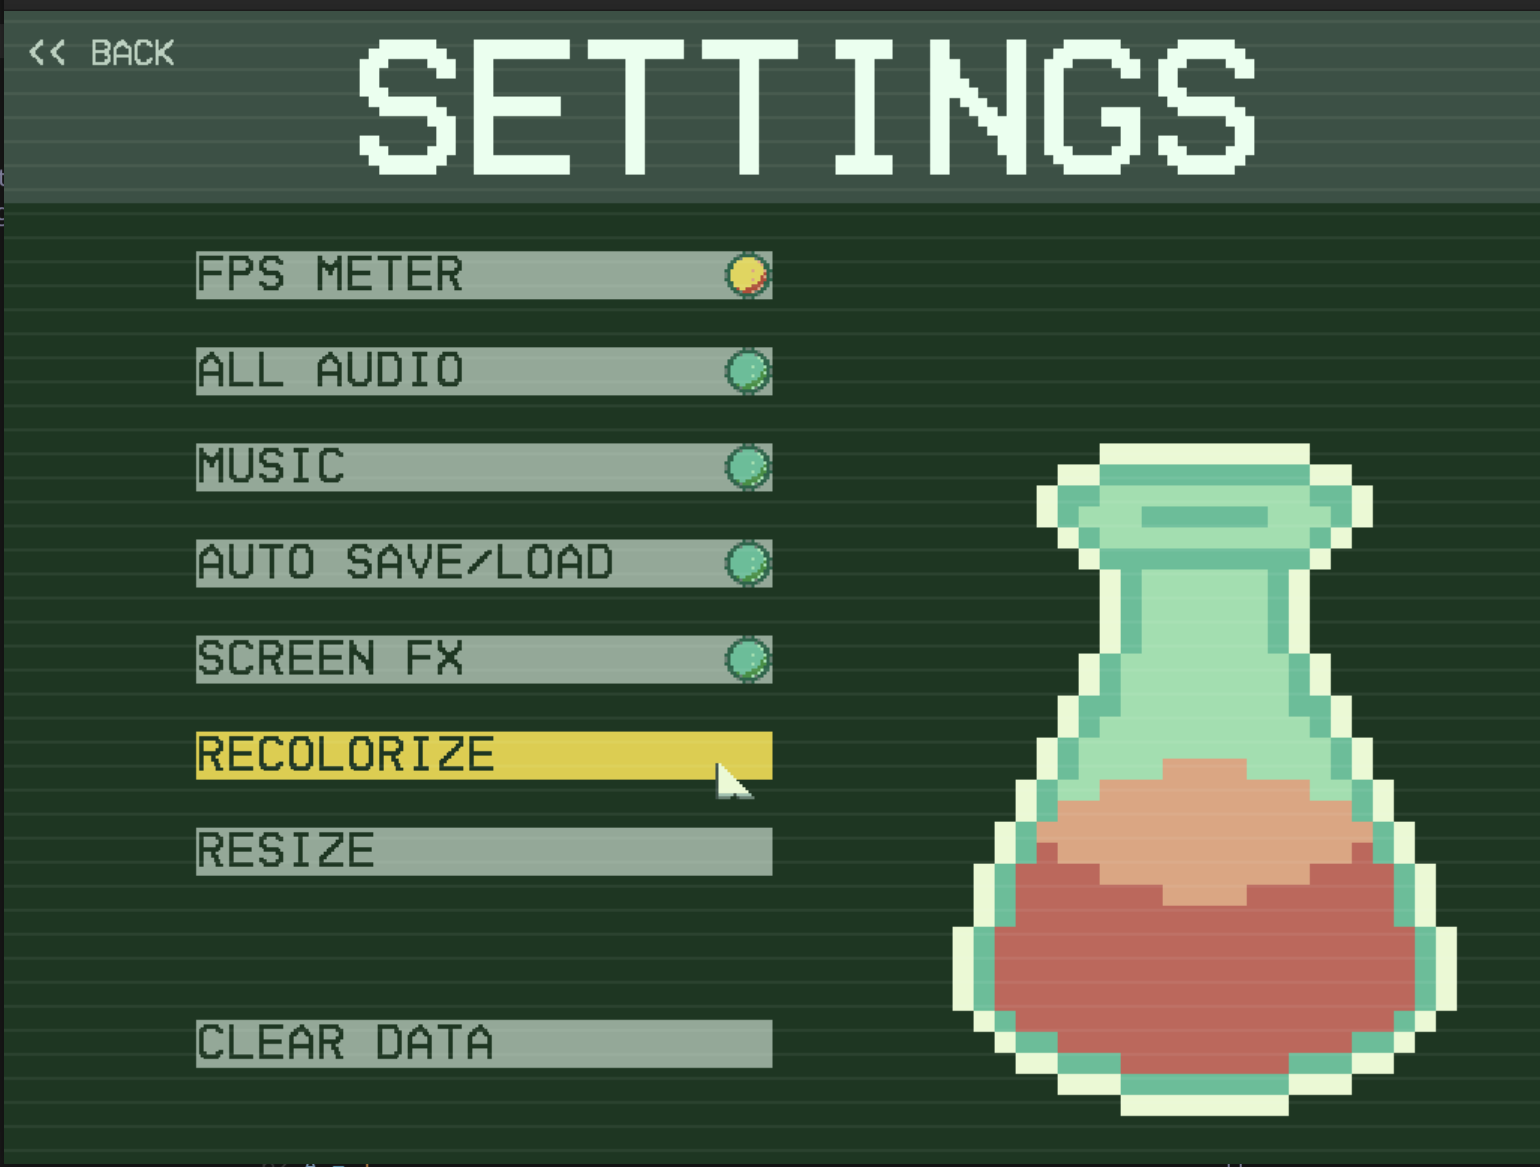 << BACK
SETTINGS
FPS METER
ALL AUDIO
MUSIC
AUTO SAVE/LOAD
SCREEN FX
RECOLORIZE
RESIZE
CLEAR DATA